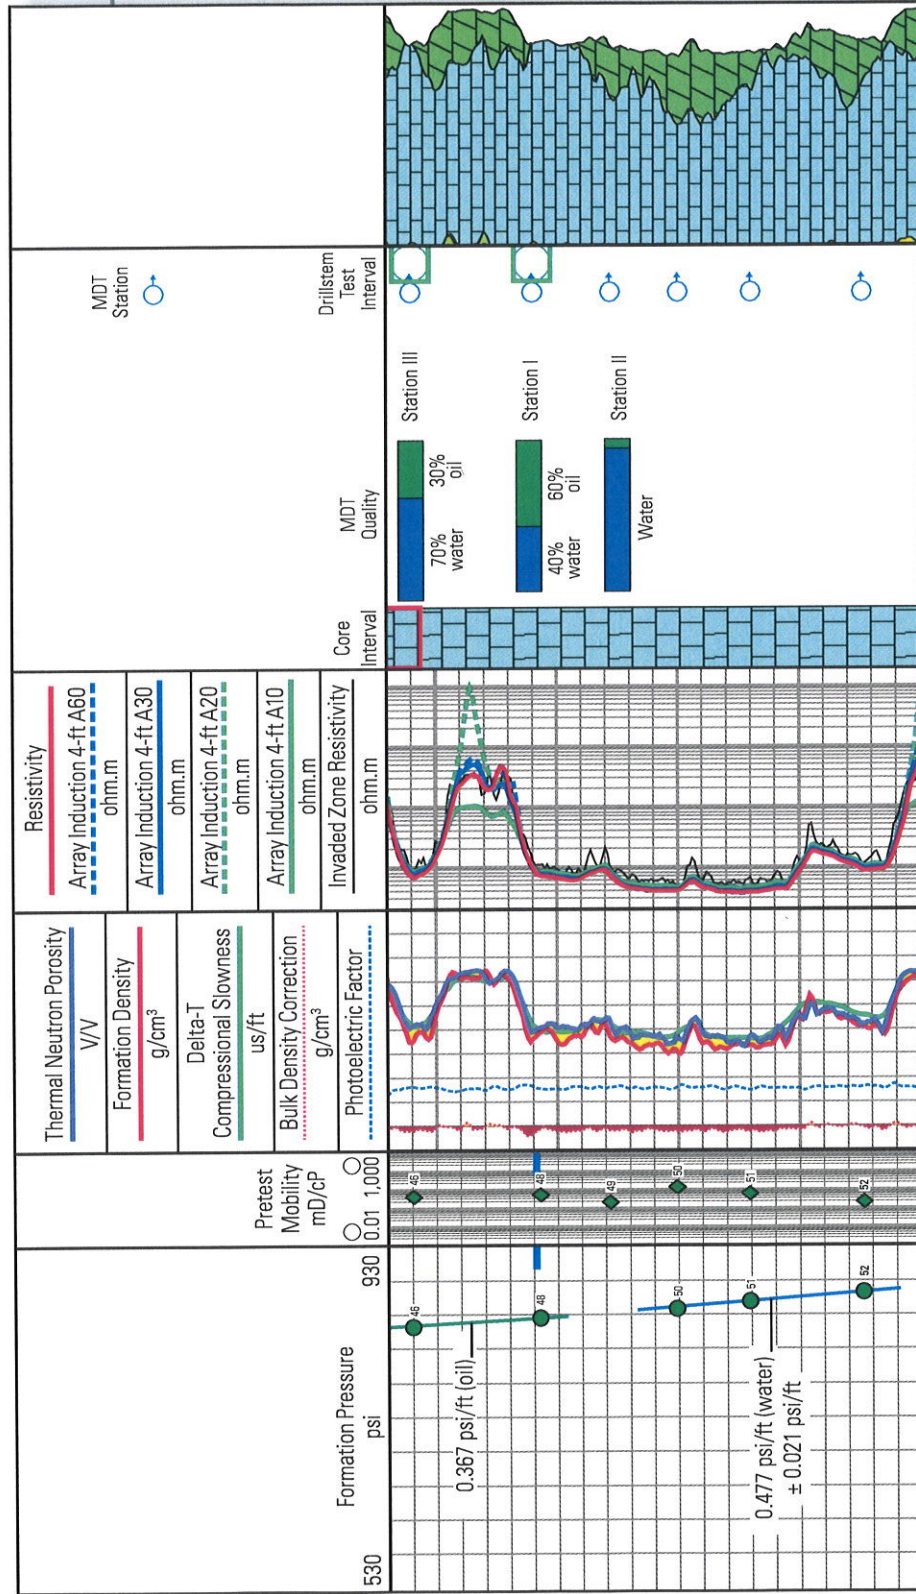 Formation Pressure
530 psi 930
Pretest
Mobility
mD/cP
0.01 1,000
Thermal Neutron Porosity
V/V
Formation Density
g/cm³
Delta-T
Compressional Slowness
us/ft
Bulk Density Correction
g/cm³
Photoelectric Factor
Resistivity
Array Induction 4-ft A60
ohm.m
Array Induction 4-ft A30
ohm.m
Array Induction 4-ft A20
ohm.m
Array Induction 4-ft A10
ohm.m
Invaded Zone Resistivity
ohm.m
Core
Interval
MDT
Quality
MDT
Station
Drillstem
Test
Interval
46
48
0.367 psi/ft (oil)
50
51
52
0.477 psi/ft (water)
± 0.021 psi/ft
46
48
49
50
51
52
70%
water
30%
oil
Station III
40%
water
60%
oil
Station I
Water
Station II